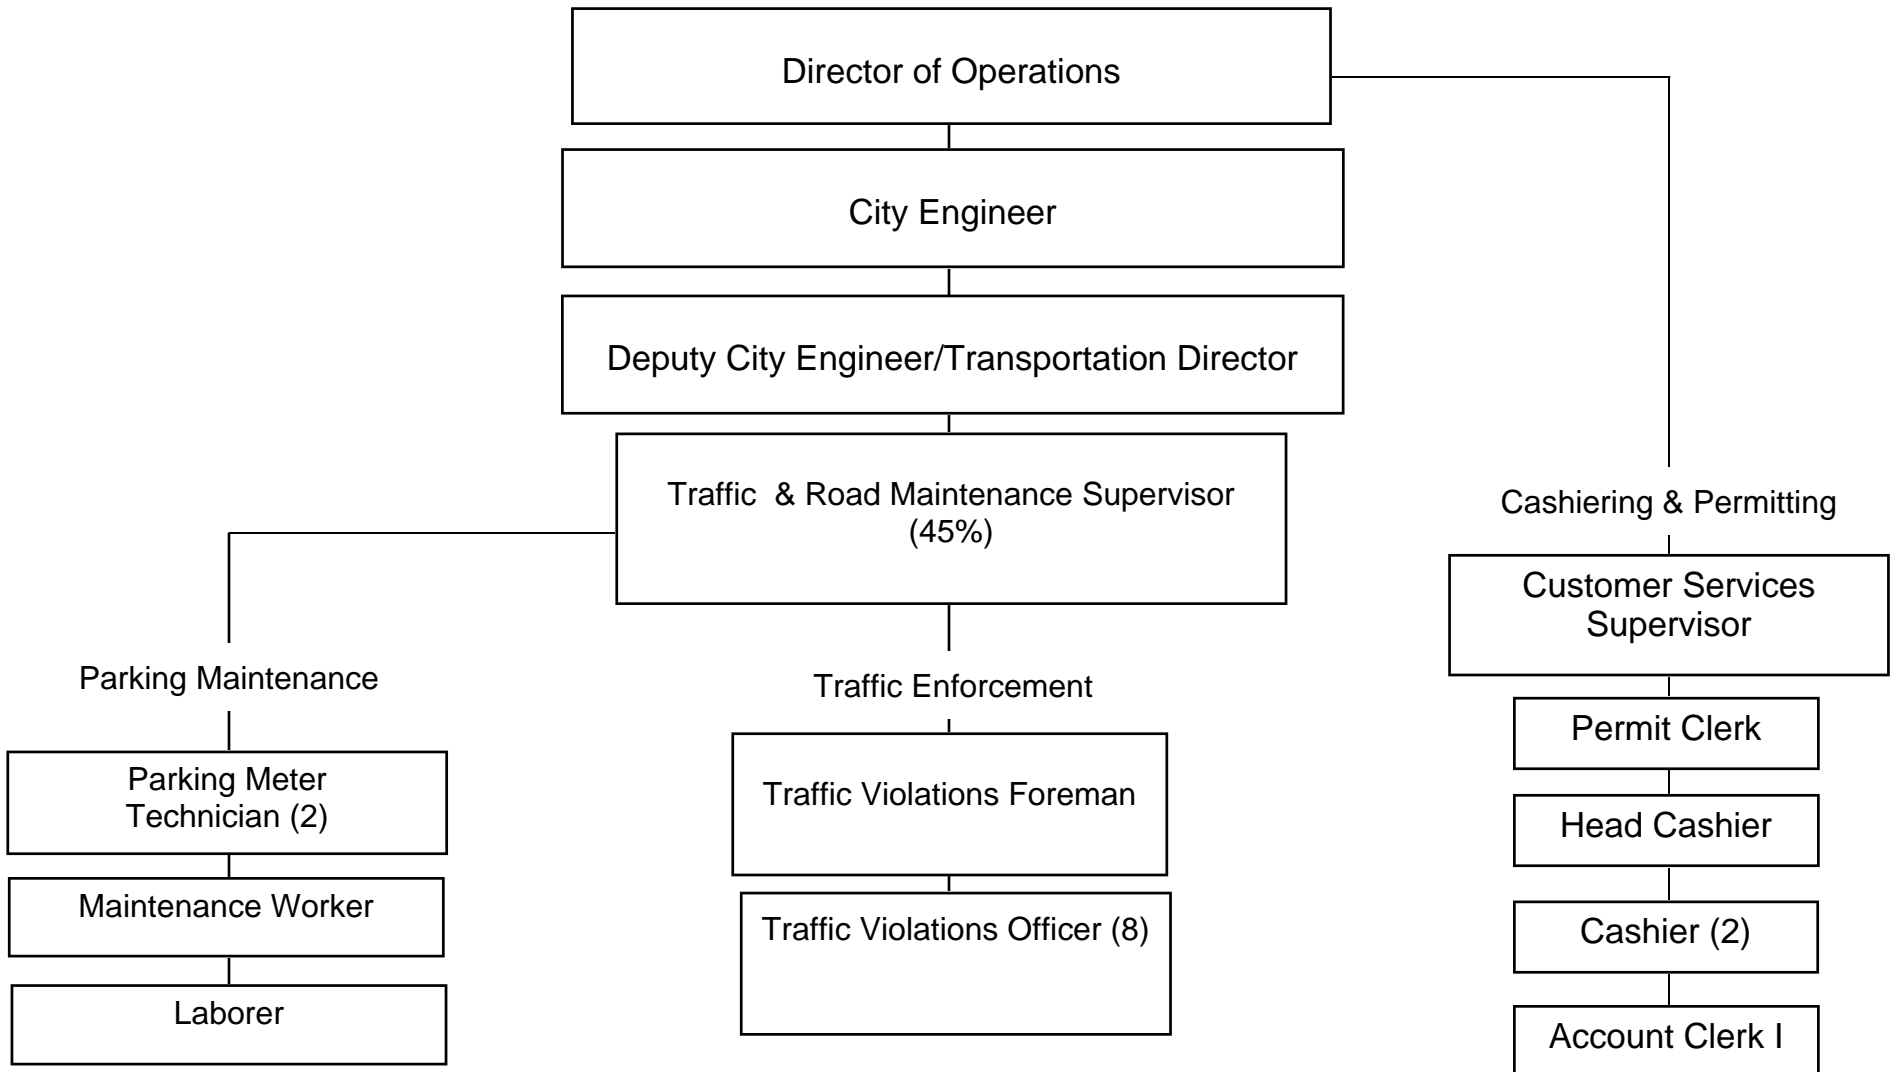 Director of Operations
City Engineer
Deputy City Engineer/Transportation Director
Traffic  & Road Maintenance Supervisor
(45%)
Cashiering & Permitting
Customer Services
Supervisor
Parking Maintenance
Traffic Enforcement
Permit Clerk
Parking Meter
Technician (2)
Traffic Violations Foreman
Head Cashier
Maintenance Worker
Traffic Violations Officer (8)
Cashier (2)
Laborer
Account Clerk I